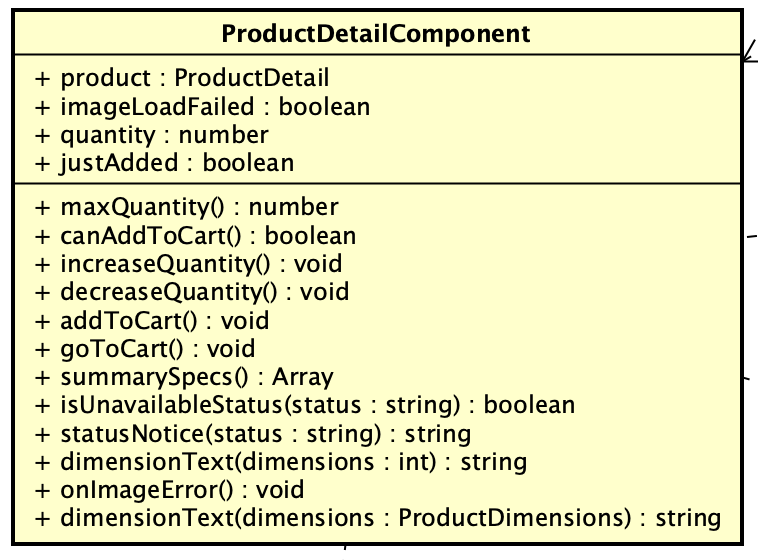 ProductDetailComponent
+ product : ProductDetail
+ imageLoadFailed : boolean
+ quantity : number
+ justAdded : boolean
+ maxQuantity() : number
+ canAddToCart() : boolean
+ increaseQuantity() : void
+ decreaseQuantity() : void
+ addToCart() : void
+ goToCart() : void
+ summarySpecs() : Array
+ isUnavailableStatus(status : string) : boolean
+ statusNotice(status : string) : string
+ dimensionText(dimensions : int) : string
+ onImageError() : void
+ dimensionText(dimensions : ProductDimensions) : string